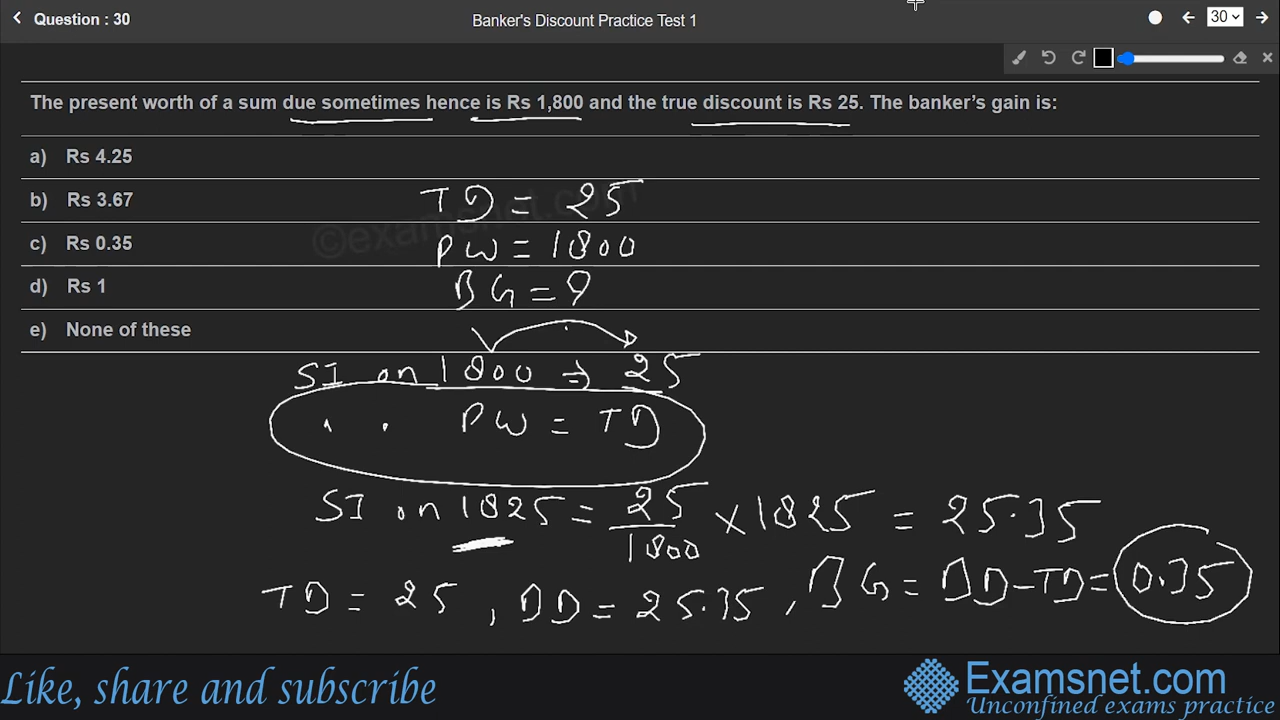 Question : 30
Banker's Discount Practice Test 1
30
The present worth of a sum due sometimes hence is Rs 1,800 and the true discount is Rs 25. The banker’s gain is:
a) Rs 4.25
b) Rs 3.67
c) Rs 0.35
d) Rs 1
e) None of these
©examsnet.com
TD = 25
PW = 1800
BG = ?
SI on 1800 ⇒ 25
PW = TD
SI on 1825 = 25/1800 × 1825 = 25.35
TD = 25, BD = 25.35, BG = BD - TD = 0.35
Like, share and subscribe
Examsnet.com
Unconfined exams practice